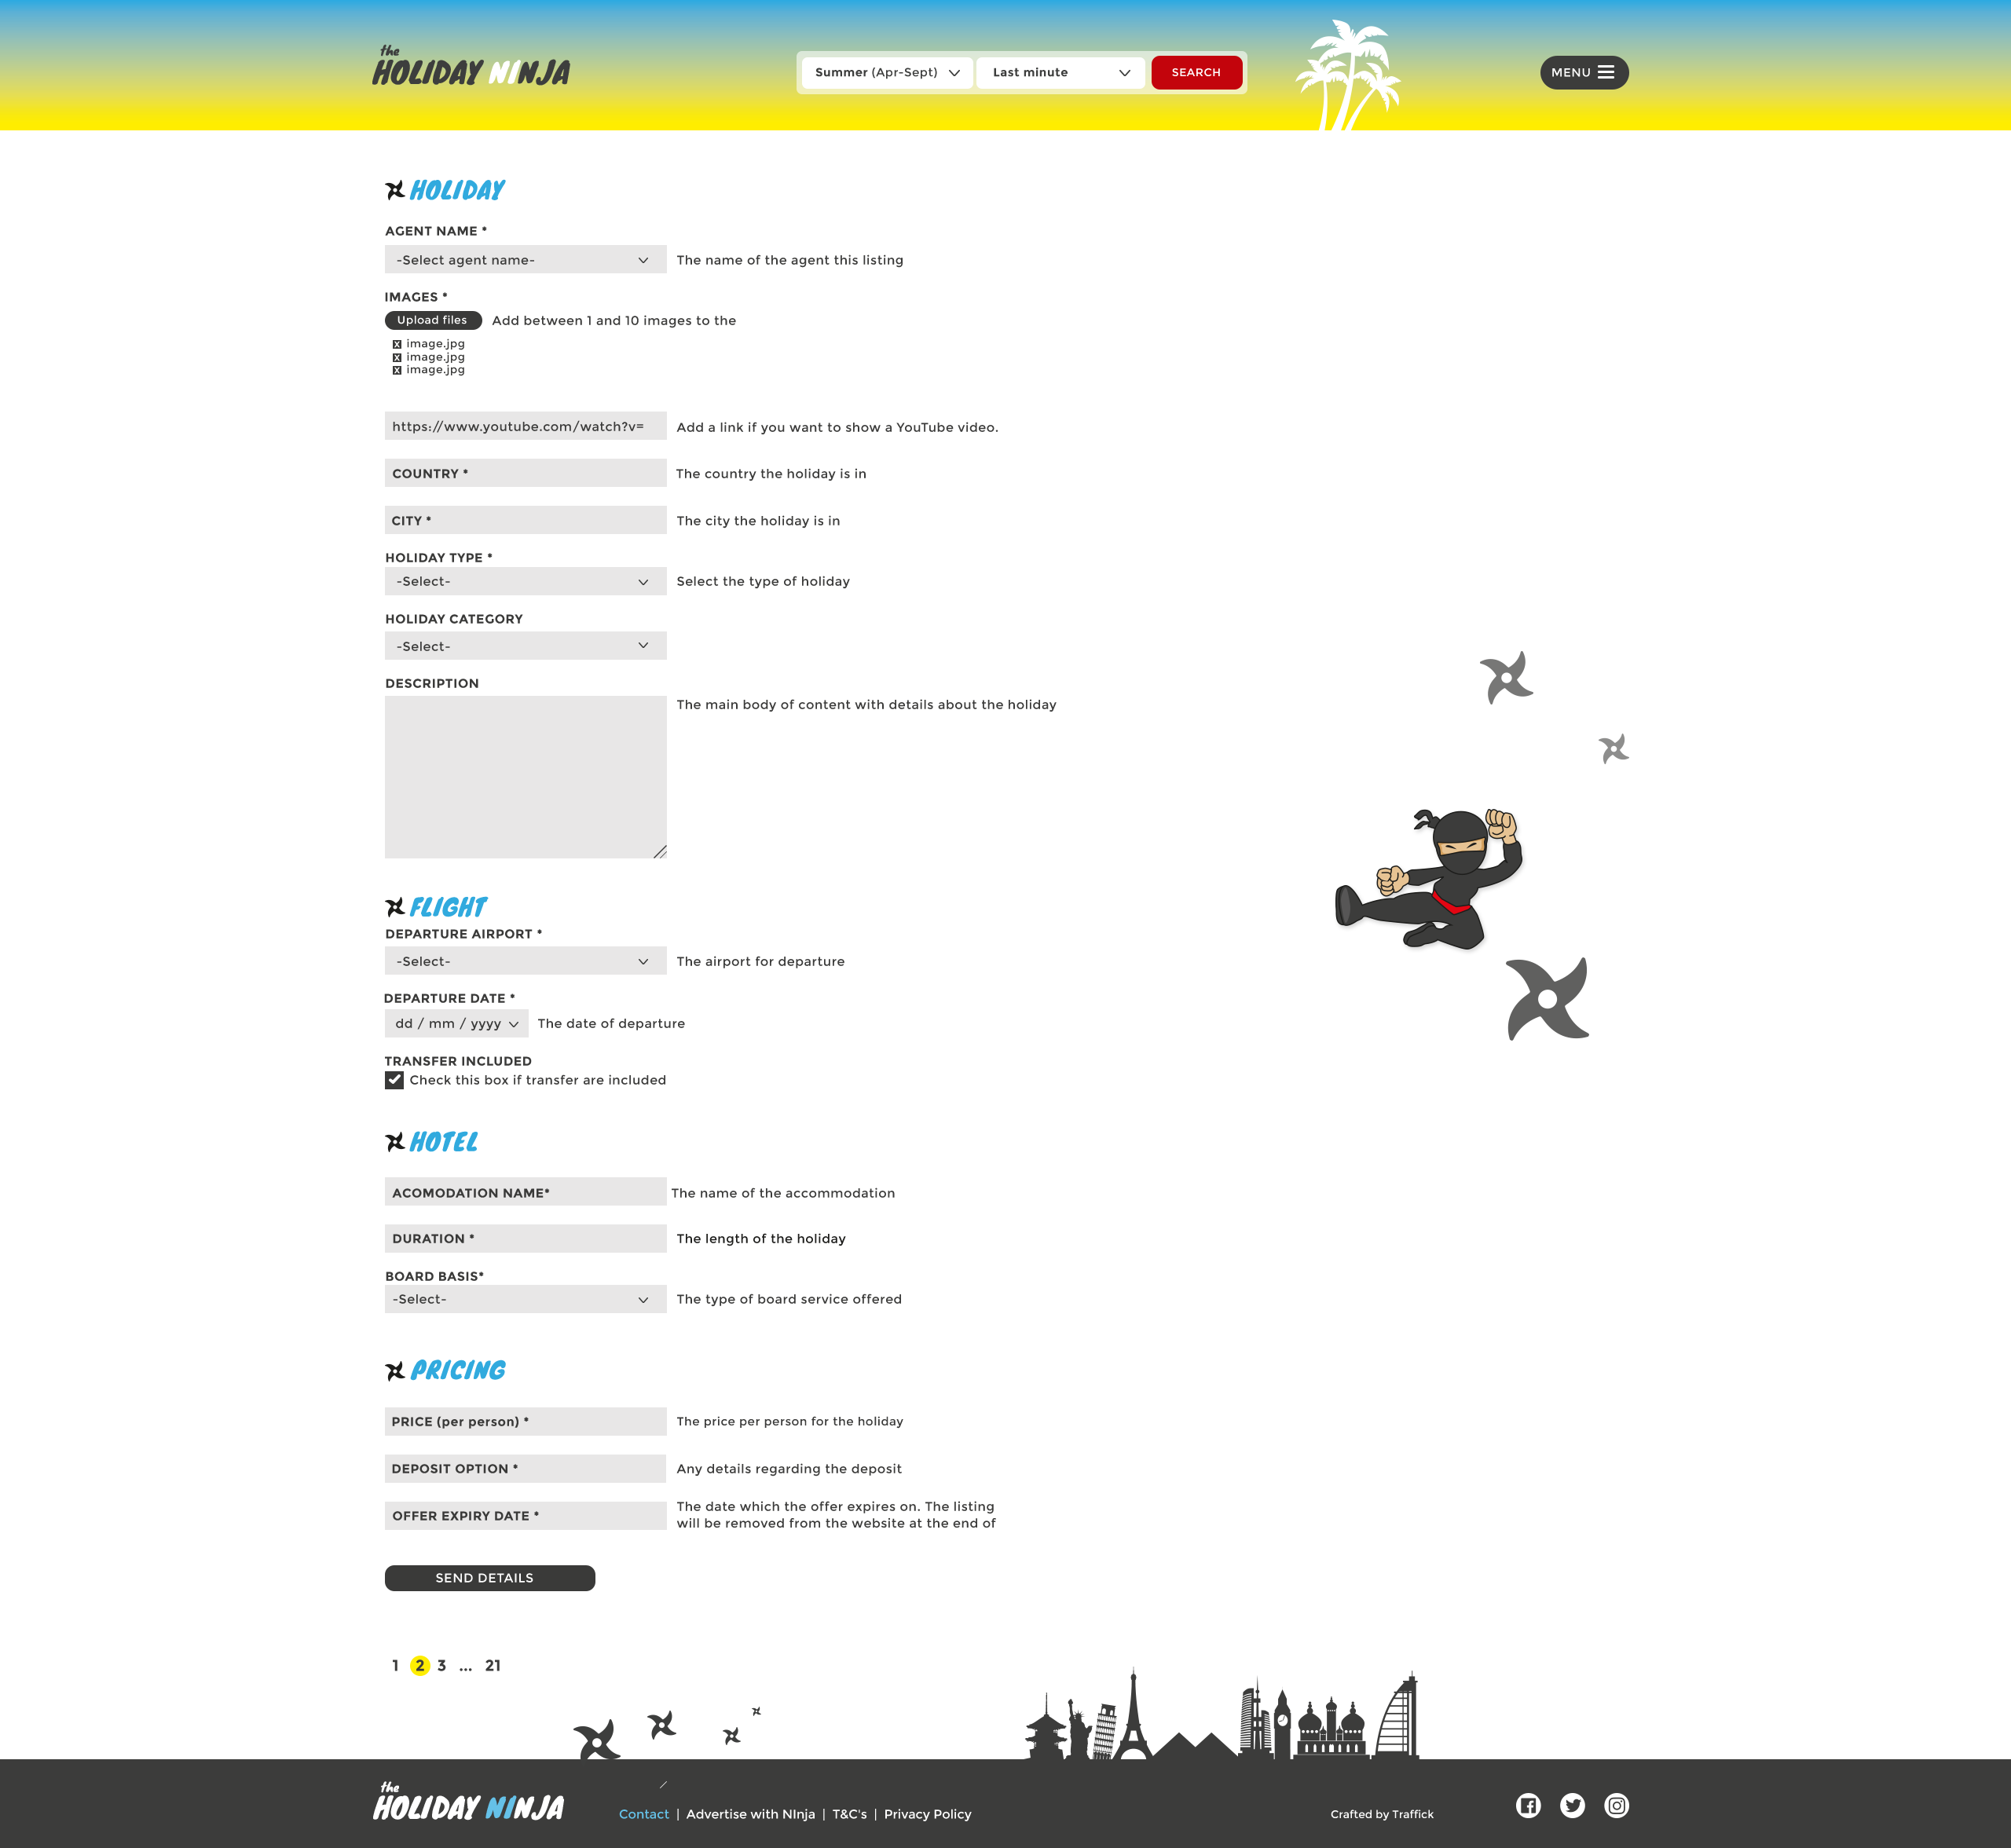 the
HOLIDAY NINJA
Summer (Apr-Sept)
Last minute
SEARCH
MENU
HOLIDAY
AGENT NAME *
-Select agent name-
The name of the agent this listing
IMAGES *
Upload files
Add between 1 and 10 images to the
x image.jpg
x image.jpg
x image.jpg
https://www.youtube.com/watch?v=
Add a link if you want to show a YouTube video.
COUNTRY *
The country the holiday is in
CITY *
The city the holiday is in
HOLIDAY TYPE *
-Select-
Select the type of holiday
HOLIDAY CATEGORY
-Select-
DESCRIPTION
The main body of content with details about the holiday
FLIGHT
DEPARTURE AIRPORT *
-Select-
The airport for departure
DEPARTURE DATE *
dd / mm / yyyy
The date of departure
TRANSFER INCLUDED
Check this box if transfer are included
HOTEL
ACOMODATION NAME*
The name of the accommodation
DURATION *
The length of the holiday
BOARD BASIS*
-Select-
The type of board service offered
PRICING
PRICE (per person) *
The price per person for the holiday
DEPOSIT OPTION *
Any details regarding the deposit
OFFER EXPIRY DATE *
The date which the offer expires on. The listing
will be removed from the website at the end of
SEND DETAILS
1 2 3 ... 21
the
HOLIDAY NINJA
Contact | Advertise with NInja | T&C's | Privacy Policy
Crafted by Traffick